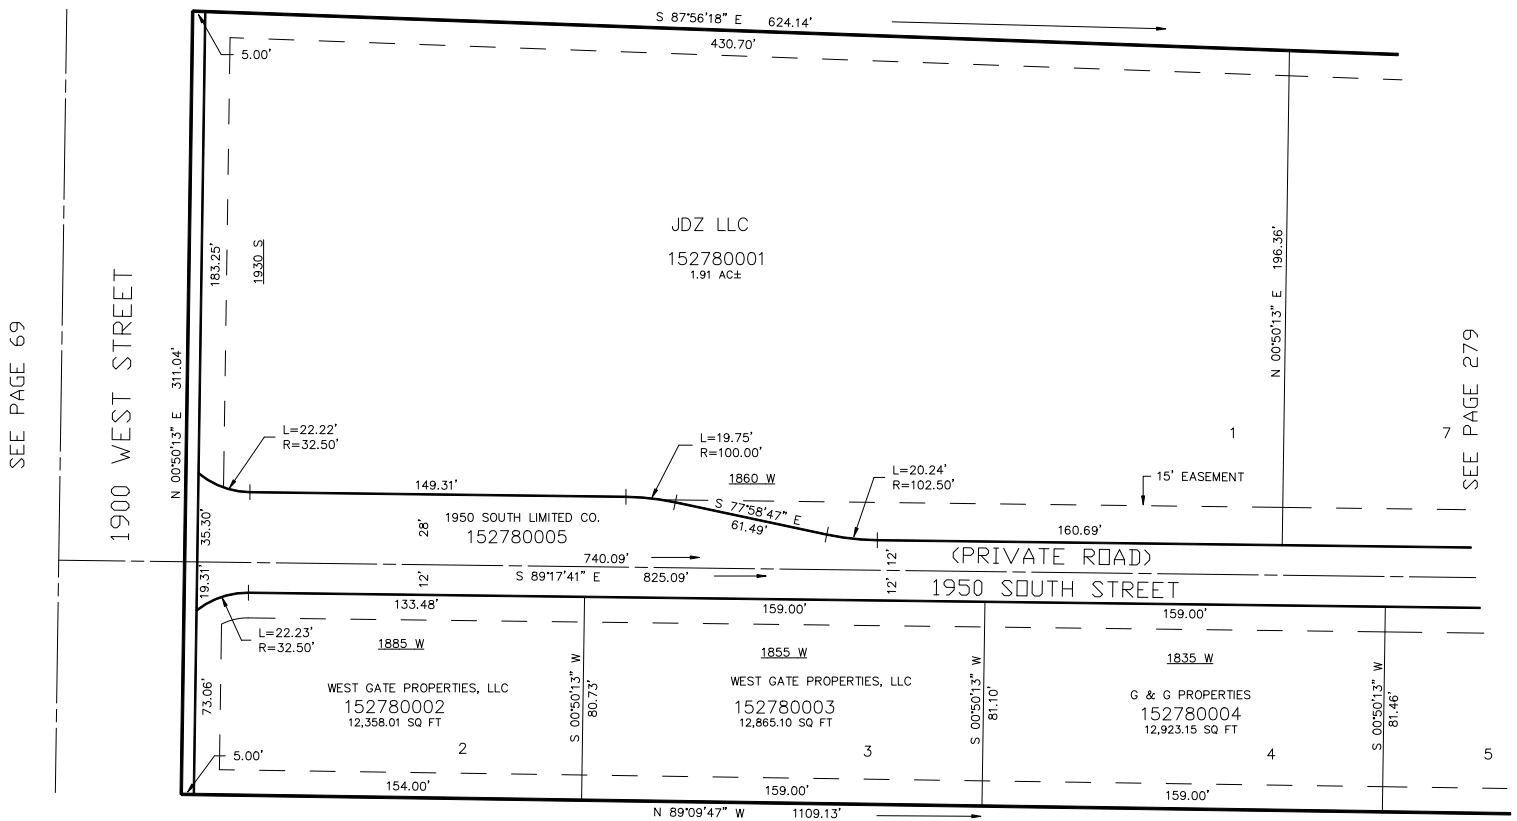 S 87°56'18" E 624.14'
430.70'
5.00'
183.25'
1930 S
JDZ LLC
152780001
1.91 AC±
N 00°50'13" E 196.36'
SEE PAGE 69
1900 WEST STREET
N 00°50'13" E 311.04'
SEE PAGE 279
1
7
L=22.22'
R=32.50'
L=19.75'
R=100.00'
L=20.24'
R=102.50'
1860 W
15' EASEMENT
149.31'
S 77°58'47" E
61.49'
160.69'
35.30'
28'
1950 SOUTH LIMITED CO.
152780005
12'
(PRIVATE ROAD)
740.09'
S 89°17'41" E 825.09'
19.31'
12'
12'
1950 SOUTH STREET
133.48'
159.00'
159.00'
L=22.23'
R=32.50'
1885 W
1855 W
1835 W
73.06'
WEST GATE PROPERTIES, LLC
152780002
12,358.01 SQ FT
2
S 00°50'13" W
80.73'
WEST GATE PROPERTIES, LLC
152780003
12,865.10 SQ FT
3
S 00°50'13" W
81.10'
G & G PROPERTIES
152780004
12,923.15 SQ FT
4
S 00°50'13" W
81.46'
5
5.00'
154.00'
159.00'
159.00'
N 89°09'47" W 1109.13'